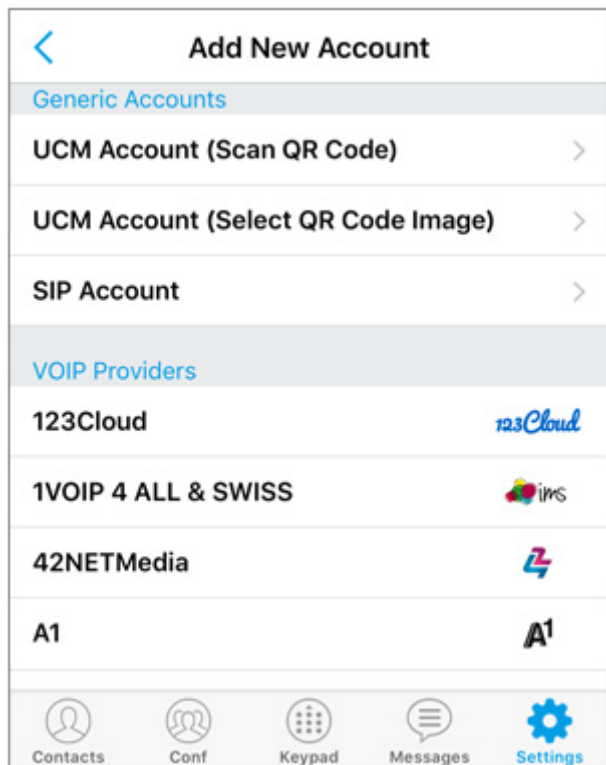 Add New Account
Generic Accounts
UCM Account (Scan QR Code)
UCM Account (Select QR Code Image)
SIP Account
VOIP Providers
123Cloud 123Cloud
1VOIP 4 ALL & SWISS ims
42NETMedia
A1 A1
Contacts Conf Keypad Messages Settings